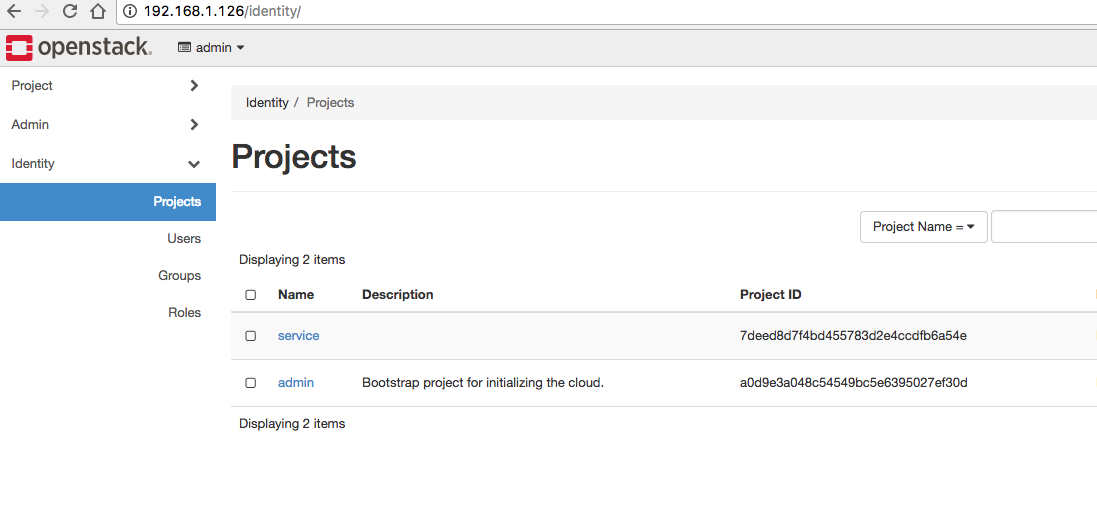 192.168.1.126/identity/
openstack. admin
Project
Admin
Identity
Projects
Users
Groups
Roles
Identity / Projects
Projects
Project Name =
Displaying 2 items
Name Description Project ID
service 7deed8d7f4bd455783d2e4ccdfb6a54e
admin Bootstrap project for initializing the cloud. a0d9e3a048c54549bc5e6395027ef30d
Displaying 2 items